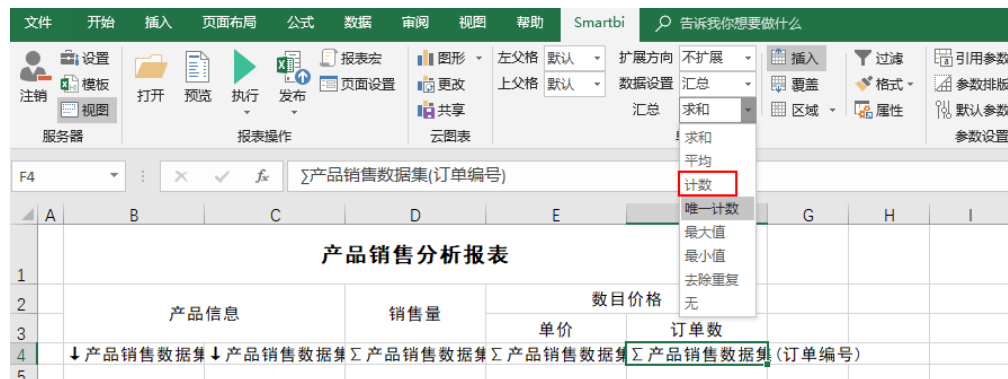 文件 开始 插入 页面布局 公式 数据 审阅 视图 帮助 Smartbi 告诉我你想要做什么
设置 报表宏 图形 左父格 默认 扩展方向 不扩展 插入 过滤 引用参数
模板 页面设置 更改 上父格 默认 数据设置 汇总 覆盖 格式 参数排版
注销 视图 打开 预览 执行 发布 共享 汇总 求和 区域 属性 默认参数
服务器 报表操作 云图表 参数设置
求和
平均
计数
唯一计数
最大值
最小值
去除重复
无
F4 fx ∑产品销售数据集(订单编号)
A B C D E G H I
1 产品销售分析报表
2 产品信息 销售量 数目价格
3 单价 订单数
4 ↓产品销售数据集 ↓产品销售数据集 ∑产品销售数据集 ∑产品销售数据集 ∑产品销售数据集(订单编号)
5